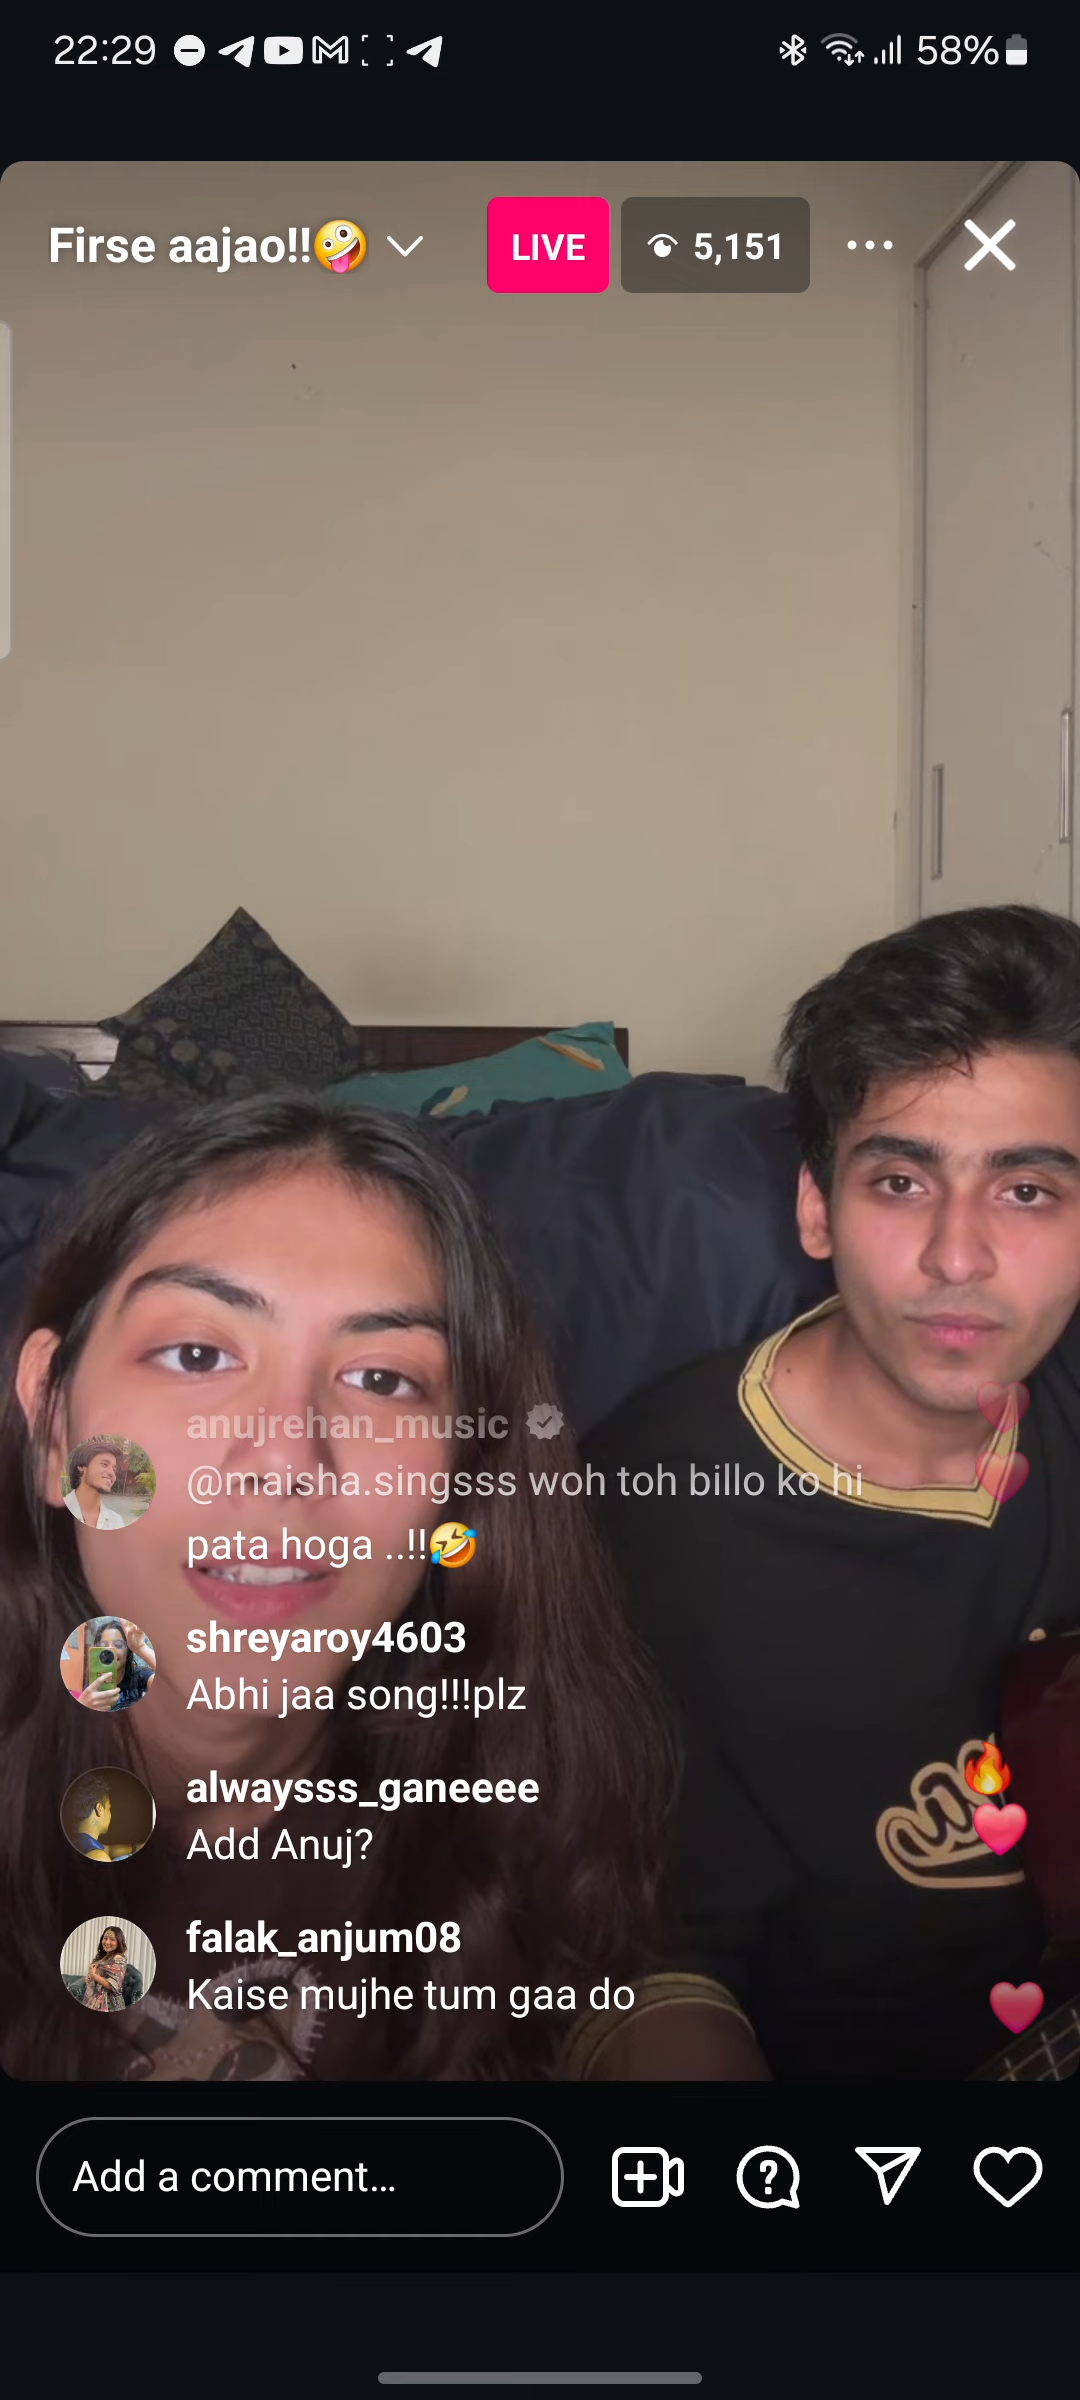 22:29
58%
Firse aajao!!🤪
LIVE
5,151
anujrehan_music
@maisha.singsss woh toh billo ko hi
pata hoga ..!!🤣
shreyaroy4603
Abhi jaa song!!!plz
alwaysss_ganeeee
Add Anuj?
falak_anjum08
Kaise mujhe tum gaa do
Add a comment...